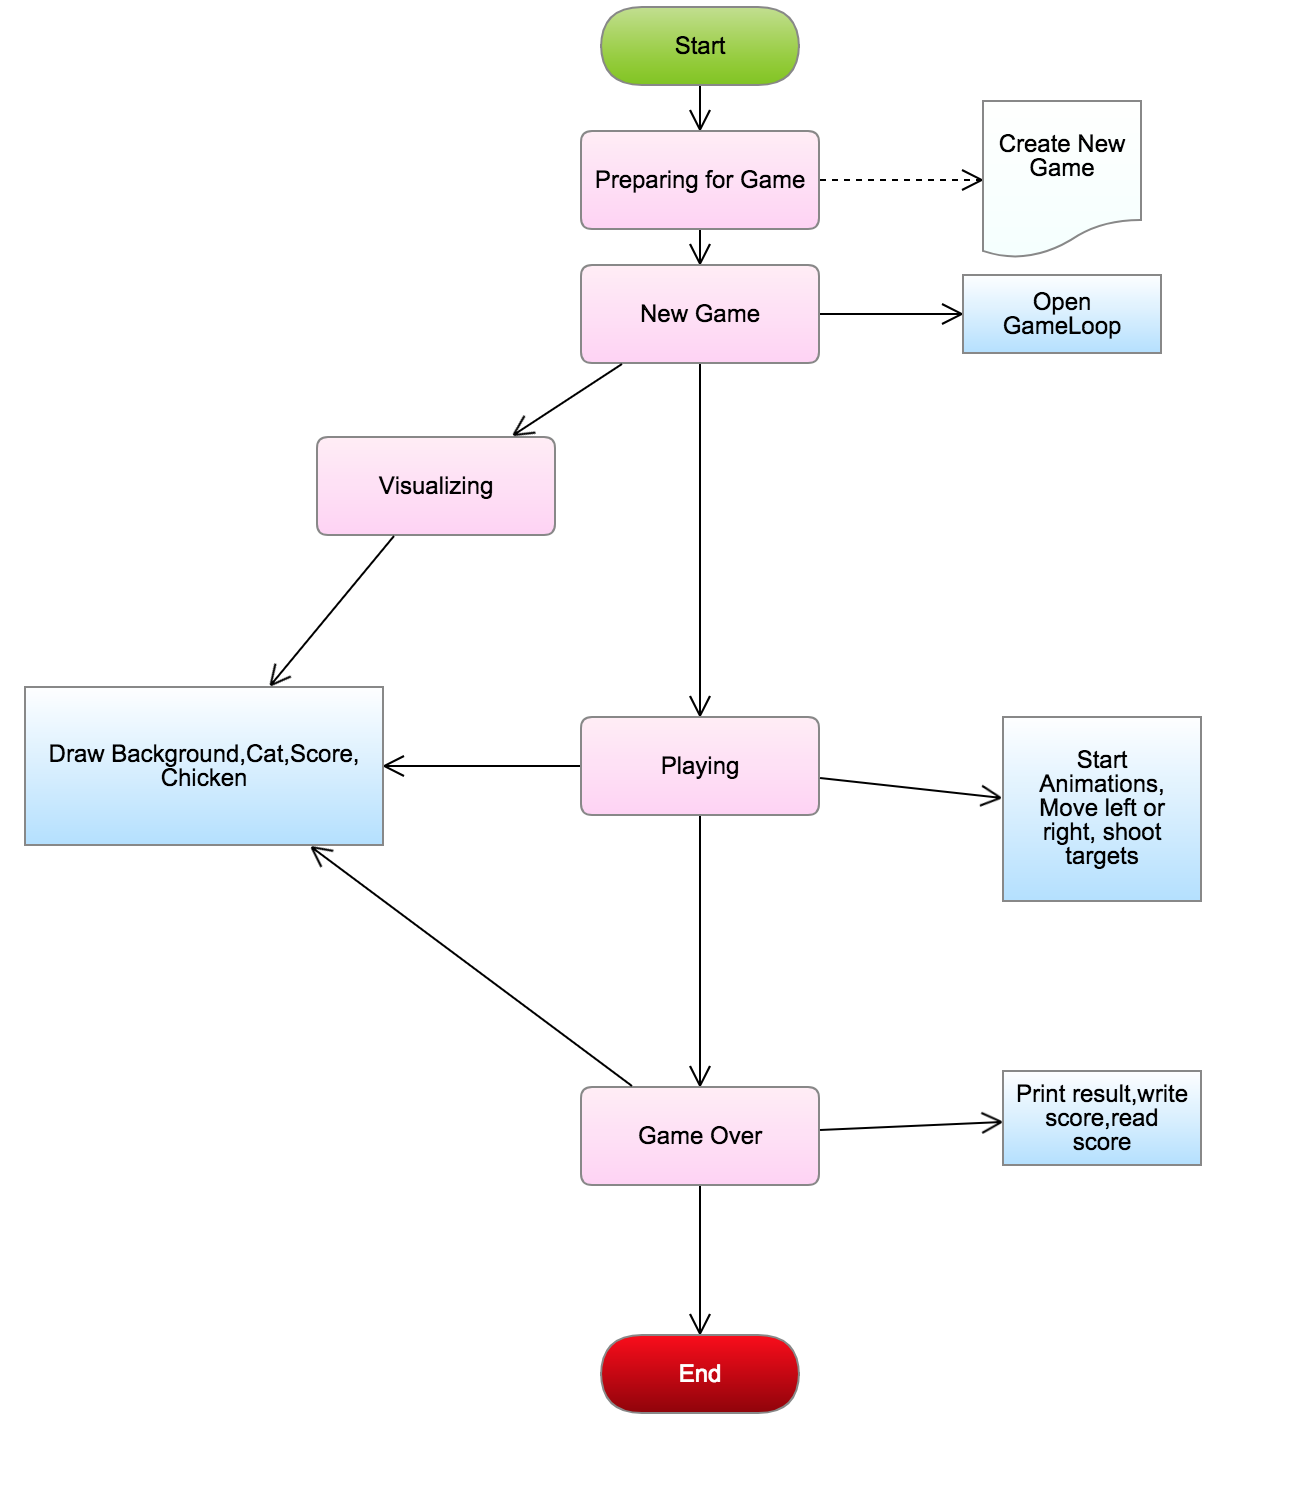 Start
Preparing for Game
Create New
Game
New Game
Open
GameLoop
Visualizing
Draw Background,Cat,Score,
Chicken
Playing
Start
Animations,
Move left or
right, shoot
targets
Game Over
Print result,write
score,read
score
End